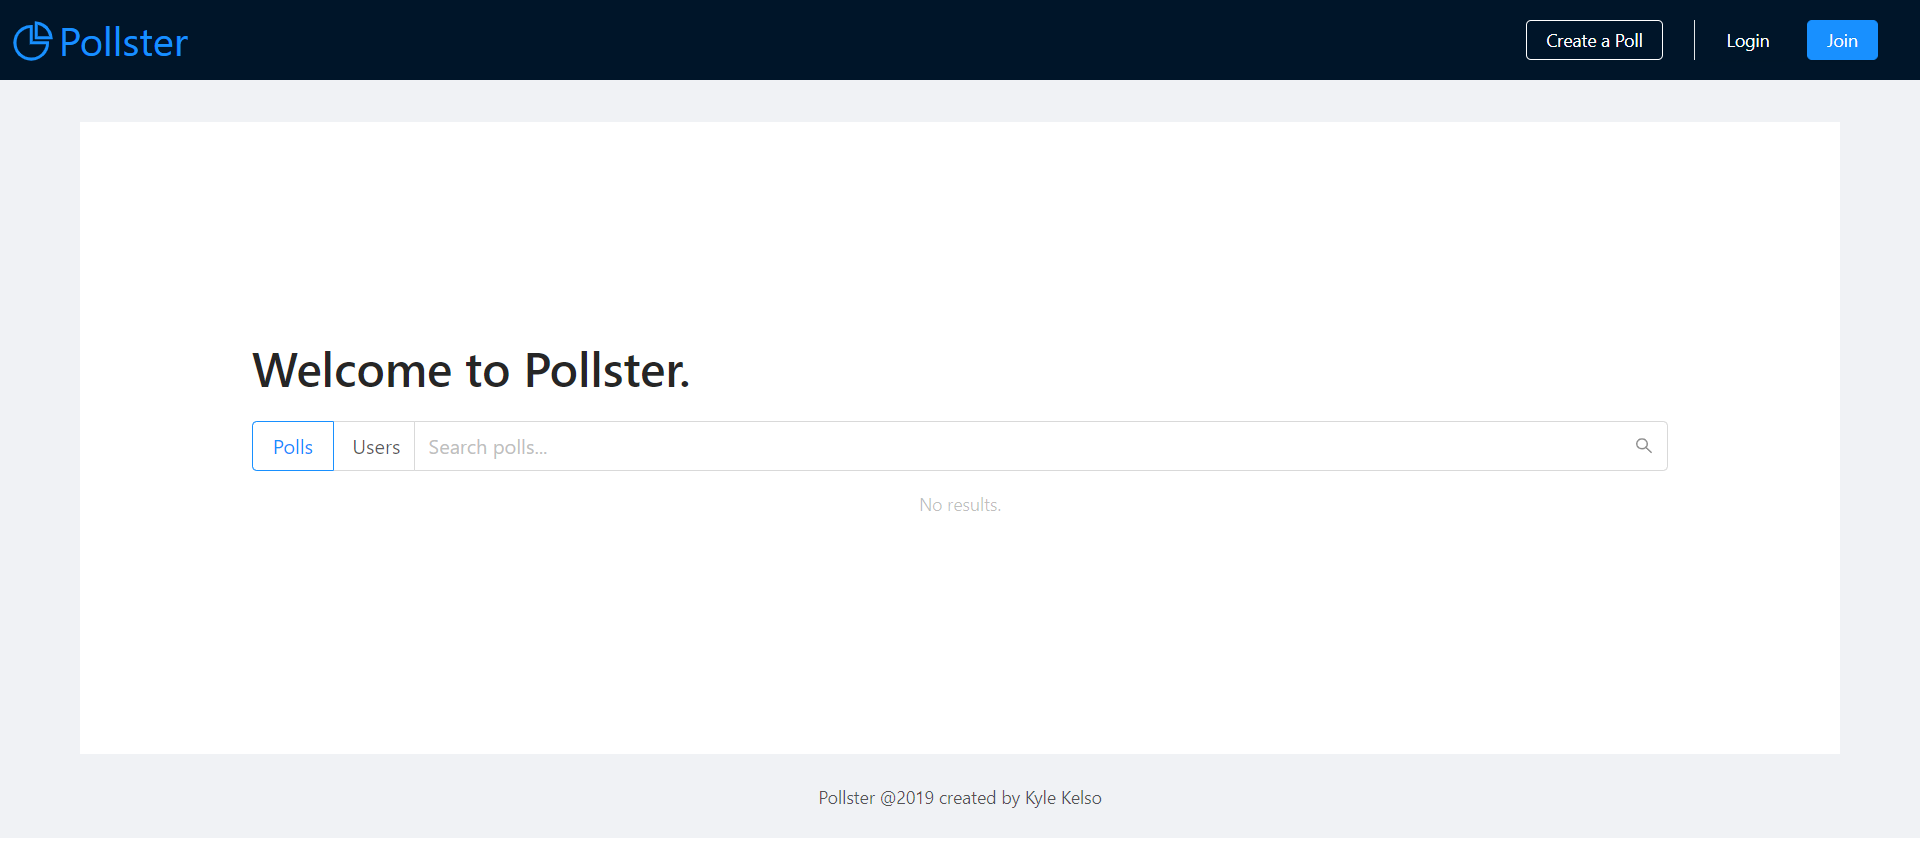 Pollster
Create a Poll
Login
Join
Welcome to Pollster.
Polls
Users
Search polls...
No results.
Pollster @2019 created by Kyle Kelso